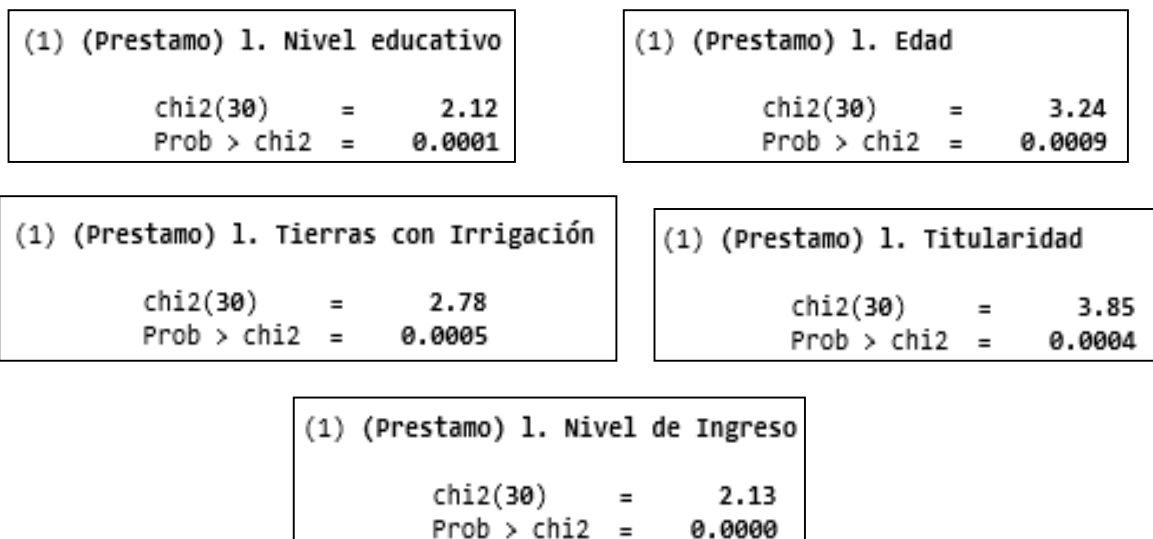 (1) (Prestamo) l. Nivel educativo
chi2(30) = 2.12
Prob > chi2 = 0.0001
(1) (Prestamo) l. Edad
chi2(30) = 3.24
Prob > chi2 = 0.0009
(1) (Prestamo) l. Tierras con Irrigación
chi2(30) = 2.78
Prob > chi2 = 0.0005
(1) (Prestamo) l. Titularidad
chi2(30) = 3.85
Prob > chi2 = 0.0004
(1) (Prestamo) l. Nivel de Ingreso
chi2(30) = 2.13
Prob > chi2 = 0.0000